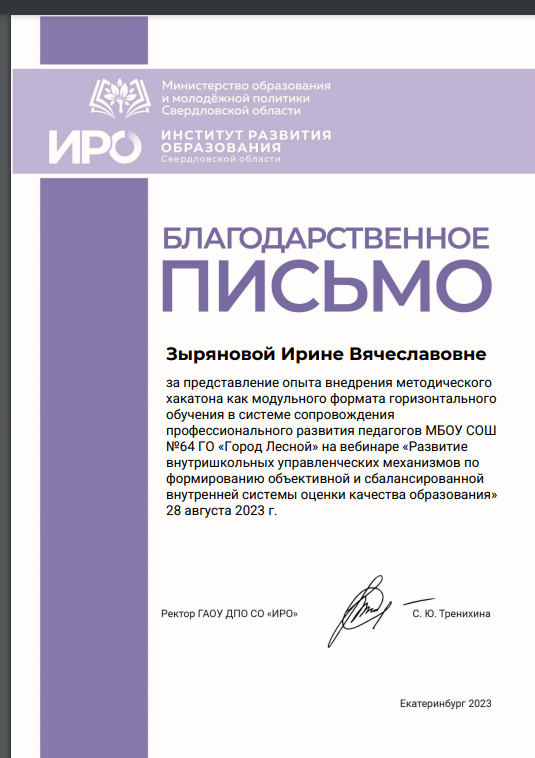 Министерство образования
и молодёжной политики
Свердловской области
ИРО
ИНСТИТУТ РАЗВИТИЯ
ОБРАЗОВАНИЯ
Свердловской области
БЛАГОДАРСТВЕННОЕ
ПИСЬМО
Зыряновой Ирине Вячеславовне
за представление опыта внедрения методического
хакатона как модульного формата горизонтального
обучения в системе сопровождения
профессионального развития педагогов МБОУ СОШ
№64 ГО «Город Лесной» на вебинаре «Развитие
внутришкольных управленческих механизмов по
формированию объективной и сбалансированной
внутренней системы оценки качества образования»
28 августа 2023 г.
Ректор ГАОУ ДПО СО «ИРО»
С. Ю. Тренихина
Екатеринбург 2023